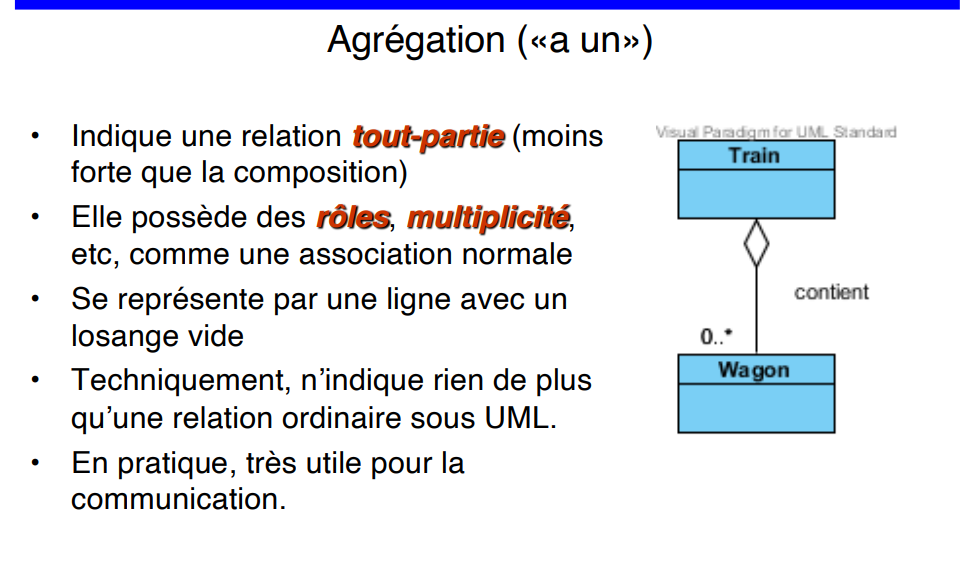 Agrégation («a un»)
• Indique une relation tout-partie (moins
forte que la composition)
• Elle possède des rôles, multiplicité,
etc, comme une association normale
• Se représente par une ligne avec un
losange vide
• Techniquement, n’indique rien de plus
qu’une relation ordinaire sous UML.
• En pratique, très utile pour la
communication.
Visual Paradigm for UML Standard
Train
contient
0..*
Wagon